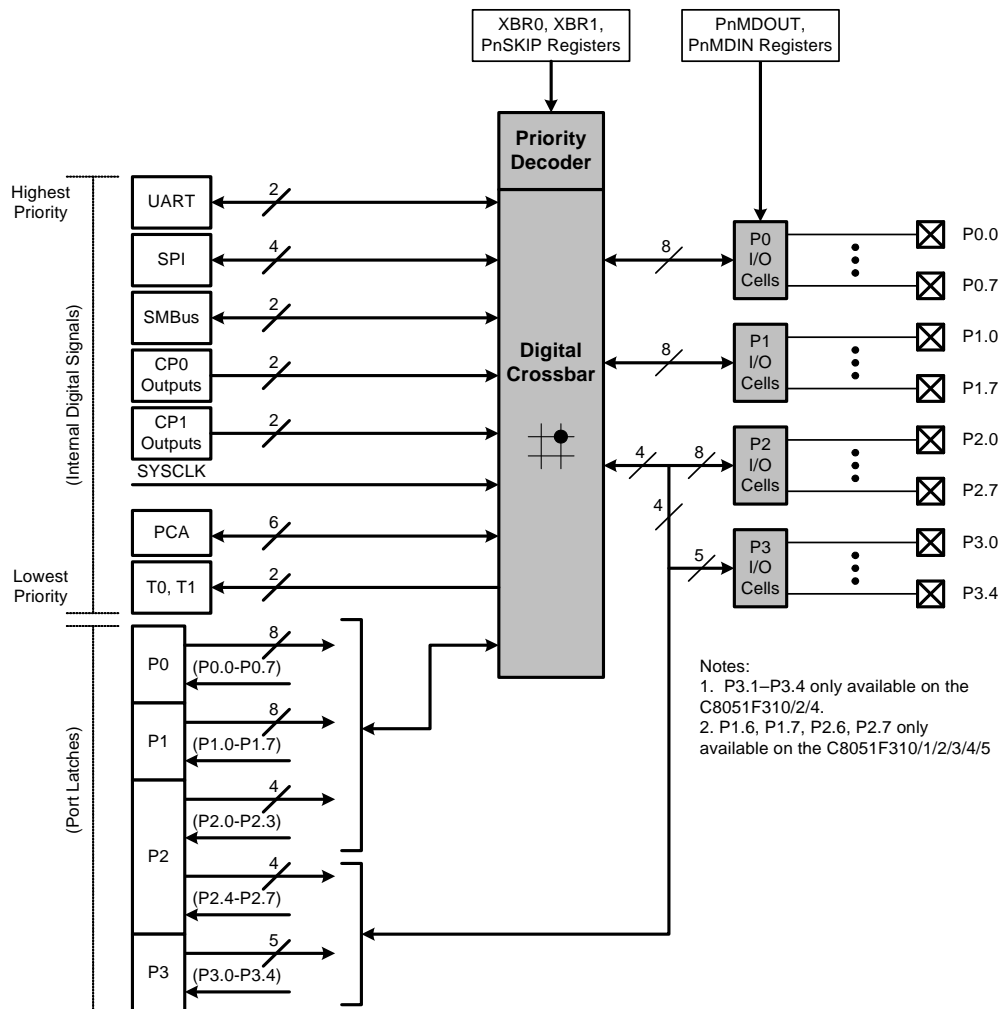 XBR0, XBR1,
PnSKIP Registers
PnMDOUT,
PnMDIN Registers
Priority
Decoder
Highest
Priority
UART
2
SPI
4
SMBus
2
CP0
Outputs
2
CP1
Outputs
2
SYSCLK
PCA
6
Lowest
Priority
T0, T1
2
(Internal Digital Signals)
Digital
Crossbar
8
P0
I/O
Cells
P0.0
P0.7
8
P1
I/O
Cells
P1.0
P1.7
4
8
P2
I/O
Cells
P2.0
P2.7
4
5
P3
I/O
Cells
P3.0
P3.4
(Port Latches)
P0
8
(P0.0-P0.7)
P1
8
(P1.0-P1.7)
P2
4
(P2.0-P2.3)
4
(P2.4-P2.7)
P3
5
(P3.0-P3.4)
Notes:
1. P3.1–P3.4 only available on the
C8051F310/2/4.
2. P1.6, P1.7, P2.6, P2.7 only
available on the C8051F310/1/2/3/4/5